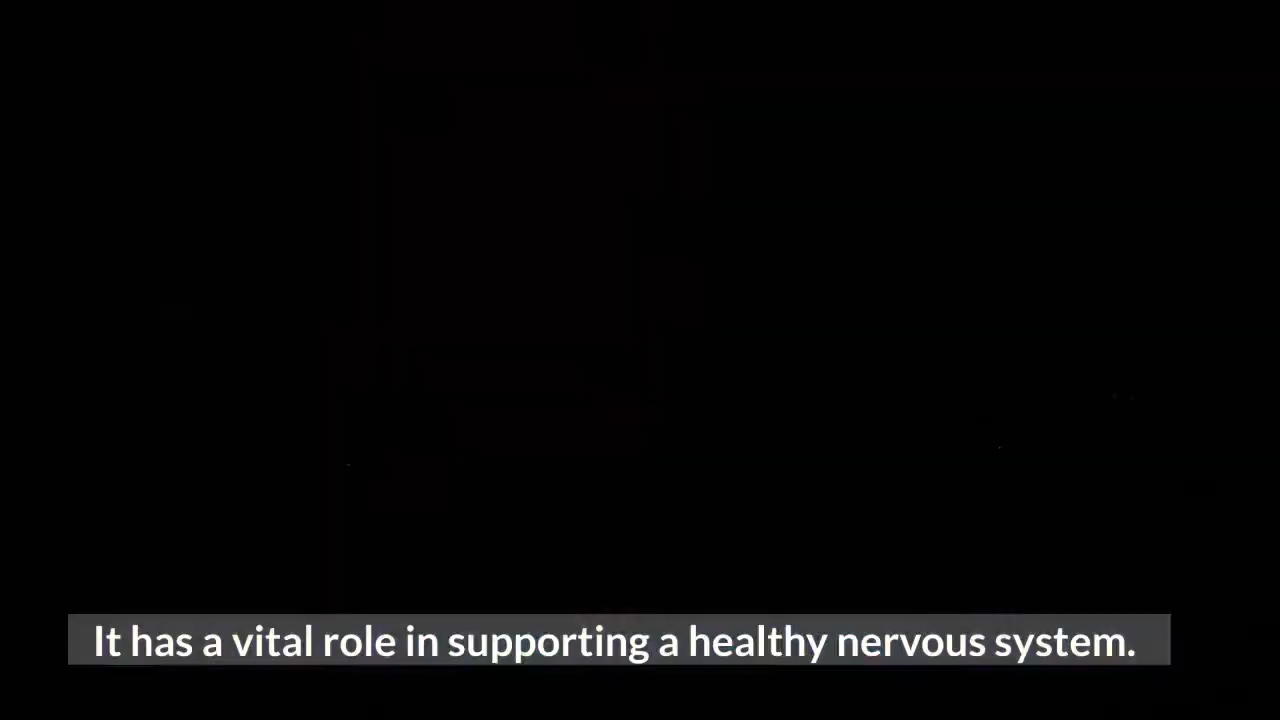 It has a vital role in supporting a healthy nervous system.